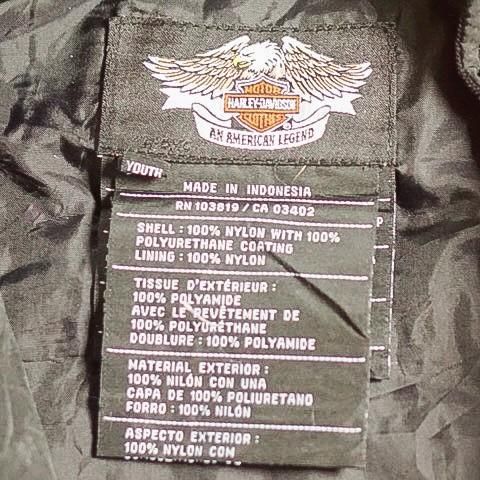 MOTOR
HARLEY-DAVIDSON
CLOTHES
AN AMERICAN LEGEND
YOUTH
MADE IN INDONESIA
RN 103819 / CA 03402
SHELL : 100% NYLON WITH 100%
POLYURETHANE COATING
LINING : 100% NYLON
TISSUE D'EXTÉRIEUR :
100% POLYAMIDE
AVEC LE REVÊTEMENT DE
100% POLYURÉTHANE
DOUBLURE : 100% POLYAMIDE
MATERIAL EXTERIOR :
100% NILÓN CON UNA
CAPA DE 100% POLIURETANO
FORRO : 100% NILÓN
ASPECTO EXTERIOR :
100% NYLON COM